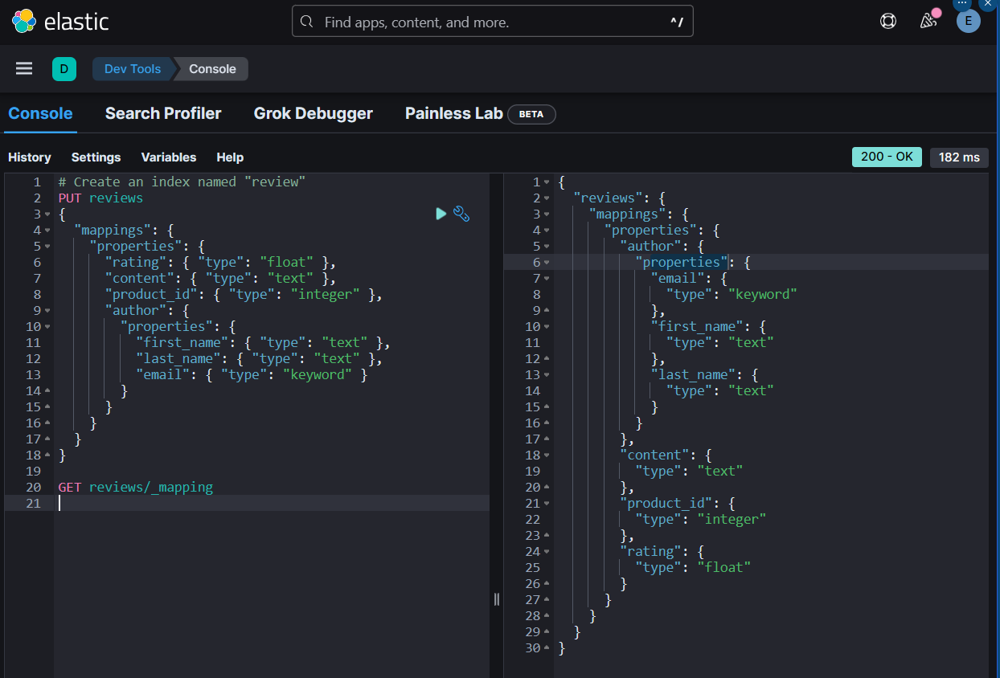 elastic
Find apps, content, and more.
^/
E
D
Dev Tools
Console
Console
Search Profiler
Grok Debugger
Painless Lab
BETA
History
Settings
Variables
Help
200 - OK
182 ms
1 # Create an index named "review"
2 PUT reviews
3 {
4 "mappings": {
5 "properties": {
6 "rating": { "type": "float" },
7 "content": { "type": "text" },
8 "product_id": { "type": "integer" },
9 "author": {
10 "properties": {
11 "first_name": { "type": "text" },
12 "last_name": { "type": "text" },
13 "email": { "type": "keyword" }
14 }
15 }
16 }
17 }
18 }
19
20 GET reviews/_mapping
21
1 {
2 "reviews": {
3 "mappings": {
4 "properties": {
5 "author": {
6 "properties": {
7 "email": {
8 "type": "keyword"
9 },
10 "first_name": {
11 "type": "text"
12 },
13 "last_name": {
14 "type": "text"
15 }
16 }
17 },
18 "content": {
19 "type": "text"
20 },
21 "product_id": {
22 "type": "integer"
23 },
24 "rating": {
25 "type": "float"
26 }
27 }
28 }
29 }
30 }